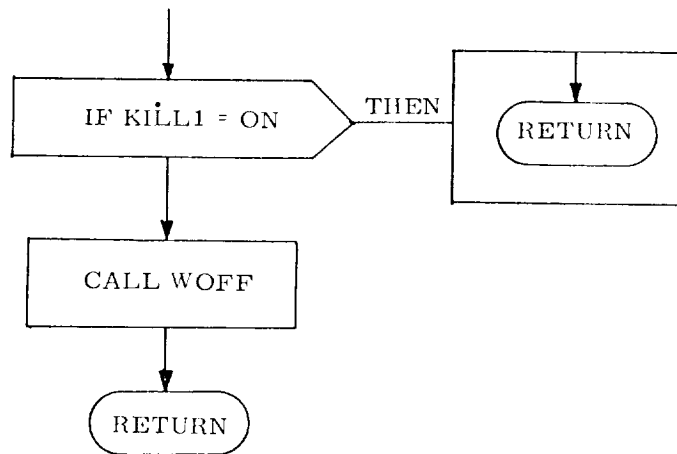 IF KILL1 = ON
THEN
RETURN
CALL WOFF
RETURN